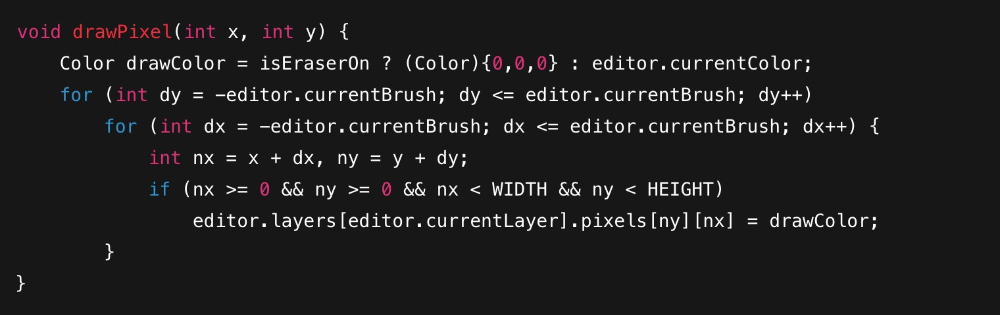 void drawPixel(int x, int y) {
    Color drawColor = isEraserOn ? (Color){0,0,0} : editor.currentColor;
    for (int dy = −editor.currentBrush; dy <= editor.currentBrush; dy++)
        for (int dx = −editor.currentBrush; dx <= editor.currentBrush; dx++) {
            int nx = x + dx, ny = y + dy;
            if (nx >= 0 && ny >= 0 && nx < WIDTH && ny < HEIGHT)
                editor.layers[editor.currentLayer].pixels[ny][nx] = drawColor;
        }
}